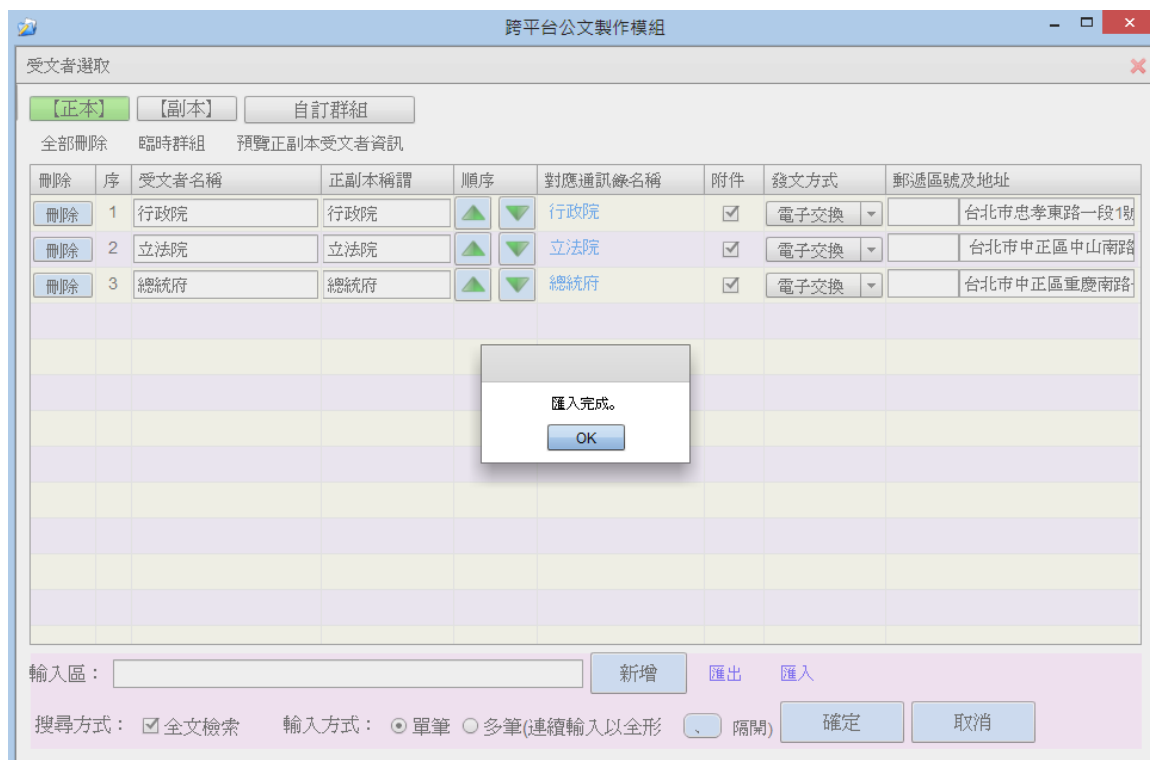 跨平台公文製作模組
受文者選取
【正本】 【副本】 自訂群組
全部刪除 臨時群組 預覽正副本受文者資訊
刪除 序 受文者名稱 正副本稱謂 順序 對應通訊錄名稱 附件 發文方式 郵遞區號及地址
刪除 1 行政院 行政院 行政院 電子交換 台北市忠孝東路一段1號
刪除 2 立法院 立法院 立法院 電子交換 台北市中正區中山南路
刪除 3 總統府 總統府 總統府 電子交換 台北市中正區重慶南路
匯入完成。
OK
輸入區： 新增 匯出 匯入
搜尋方式： 全文檢索 輸入方式： 單筆 多筆(連續輸入以全形 、 隔開) 確定 取消